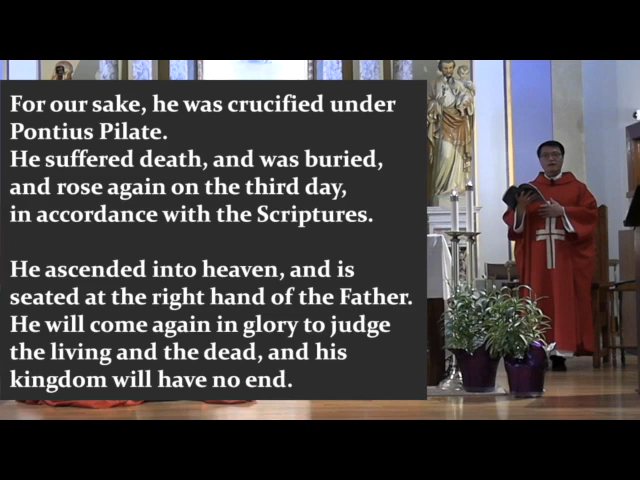 For our sake, he was crucified under
Pontius Pilate.
He suffered death, and was buried,
and rose again on the third day,
in accordance with the Scriptures.
He ascended into heaven, and is
seated at the right hand of the Father.
He will come again in glory to judge
the living and the dead, and his
kingdom will have no end.